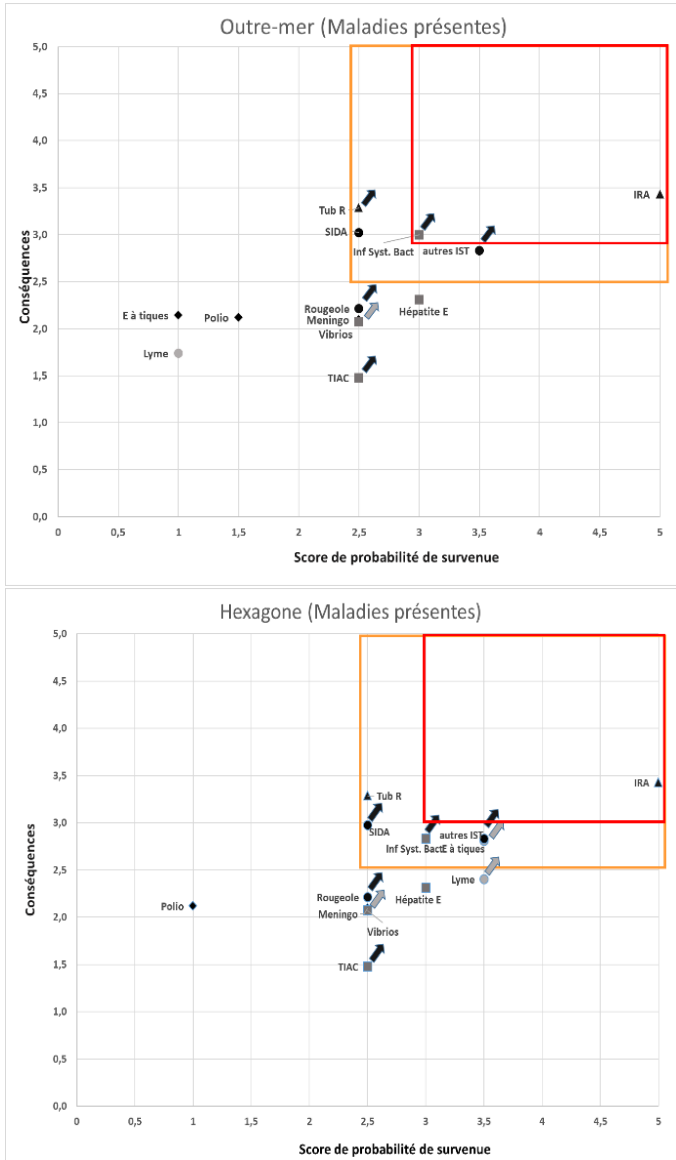 Outre-mer (Maladies présentes)
5,0
4,5
4,0
3,5
3,0
2,5
2,0
1,5
1,0
0,5
0,0
Conséquences
Tub R
IRA
SIDA
Inf Syst. Bact
autres IST
Rougeole
Meningo
Vibrios
Hépatite E
E à tiques
Polio
Lyme
TIAC
0
0,5
1
1,5
2
2,5
3
3,5
4
4,5
5
Score de probabilité de survenue
Hexagone (Maladies présentes)
5,0
4,5
4,0
3,5
3,0
2,5
2,0
1,5
1,0
0,5
0,0
Conséquences
Tub R
IRA
SIDA
autres IST
Inf Syst. Bact
E à tiques
Lyme
Rougeole
Hépatite E
Polio
Meningo
Vibrios
TIAC
0
0,5
1
1,5
2
2,5
3
3,5
4
4,5
5
Score de probabilité de survenue